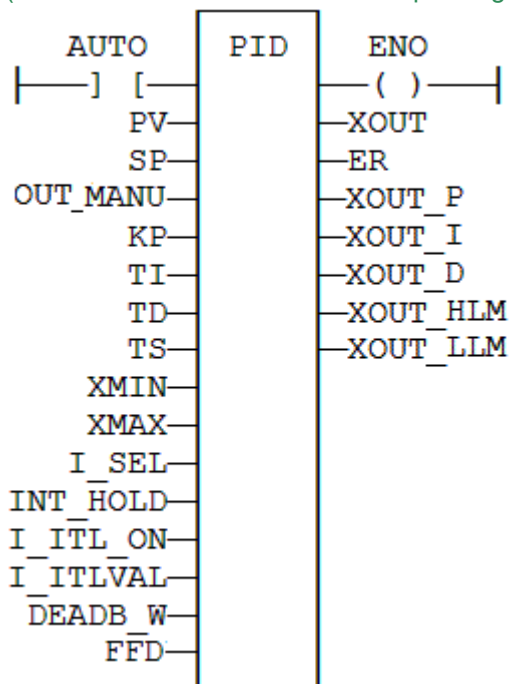 AUTO PID ENO
] [ ( )
PV XOUT
SP ER
OUT_MANU XOUT_P
KP XOUT_I
TI XOUT_D
TD XOUT_HLM
TS XOUT_LLM
XMIN
XMAX
I_SEL
INT_HOLD
I_ITL_ON
I_ITLVAL
DEADB_W
FFD